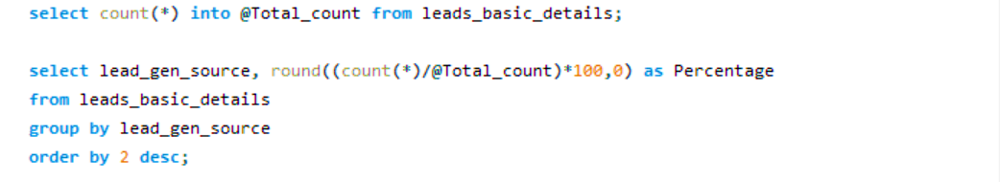 select count(*) into @Total_count from leads_basic_details;
select lead_gen_source, round((count(*)/@Total_count)*100,0) as Percentage
from leads_basic_details
group by lead_gen_source
order by 2 desc;